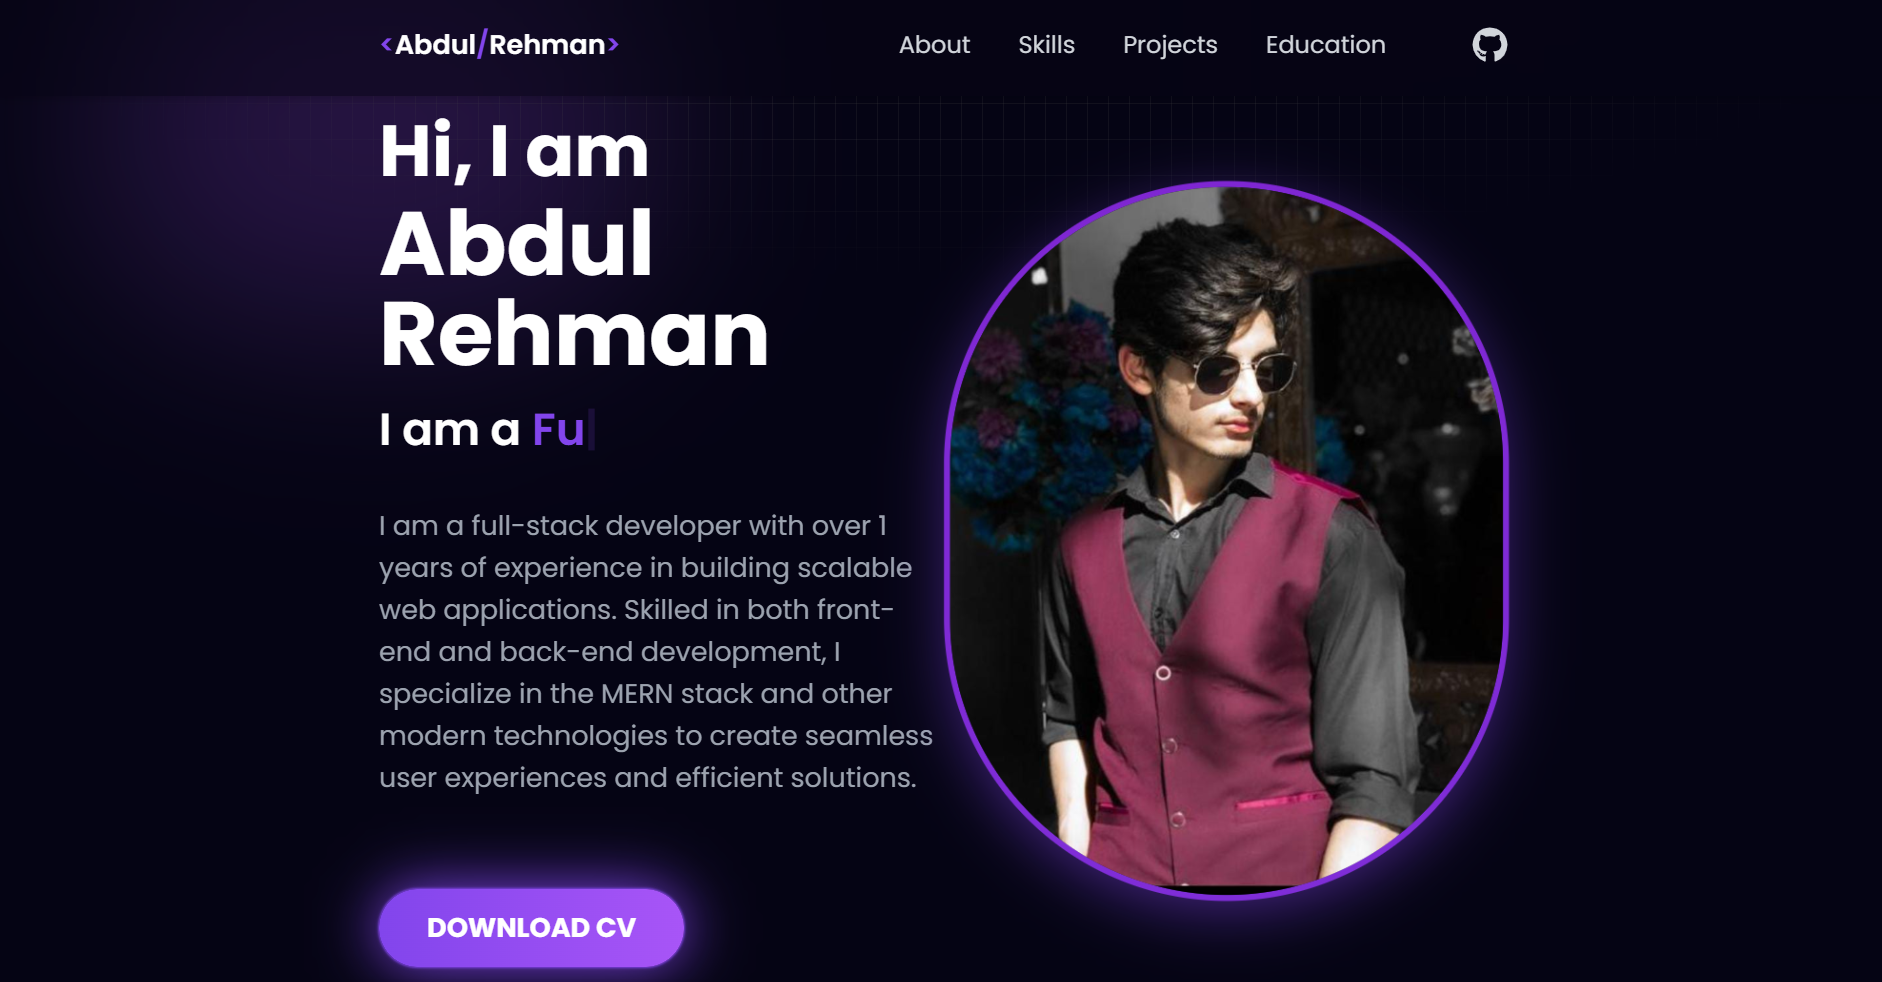 <Abdul/Rehman>
About
Skills
Projects
Education
Hi, I am
Abdul
Rehman
I am a Fu
I am a full-stack developer with over 1
years of experience in building scalable
web applications. Skilled in both front-
end and back-end development, I
specialize in the MERN stack and other
modern technologies to create seamless
user experiences and efficient solutions.
DOWNLOAD CV